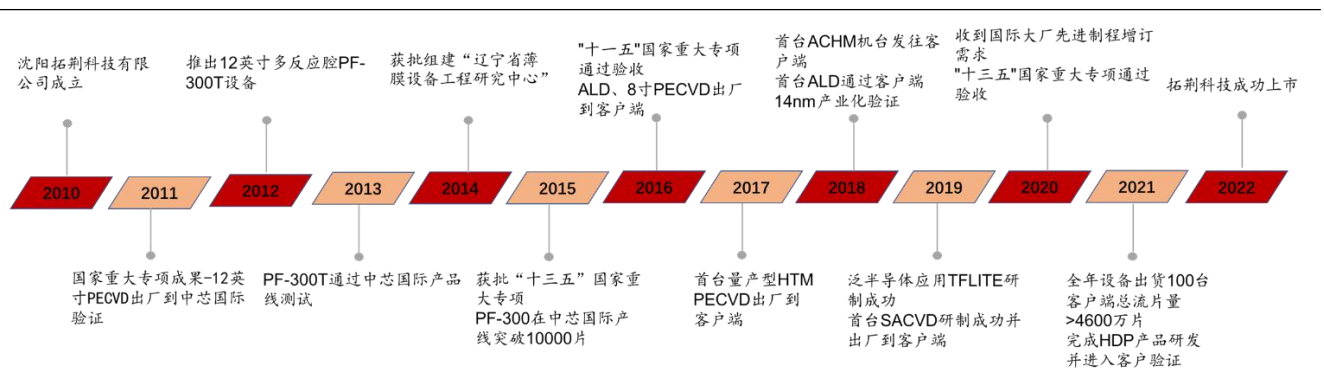 沈阳拓荆科技有限
公司成立
推出12英寸多反应腔PF-
300T设备
获批组建“辽宁省薄
膜设备工程研究中心”
"十一五"国家重大专项
通过验收
ALD、8寸PECVD出厂
到客户端
首台ACHM机台发往客
户端
首台ALD通过客户端
14nm产业化验证
收到国际大厂先进制程增订
需求
"十三五"国家重大专项通过
验收
拓荆科技成功上市
2010
2011
2012
2013
2014
2015
2016
2017
2018
2019
2020
2021
2022
国家重大专项成果-12英
寸PECVD出厂到中芯国际
验证
PF-300T通过中芯国际产品
线测试
获批“十三五”国家重
大专项
PF-300在中芯国际产
线突破10000片
首台量产型HTM
PECVD出厂到
客户端
泛半导体应用TFLITE研
制成功
首台SACVD研制成功并
出厂到客户端
全年设备出货100台
客户端总流片量
>4600万片
完成HDP产品研发
并进入客户验证